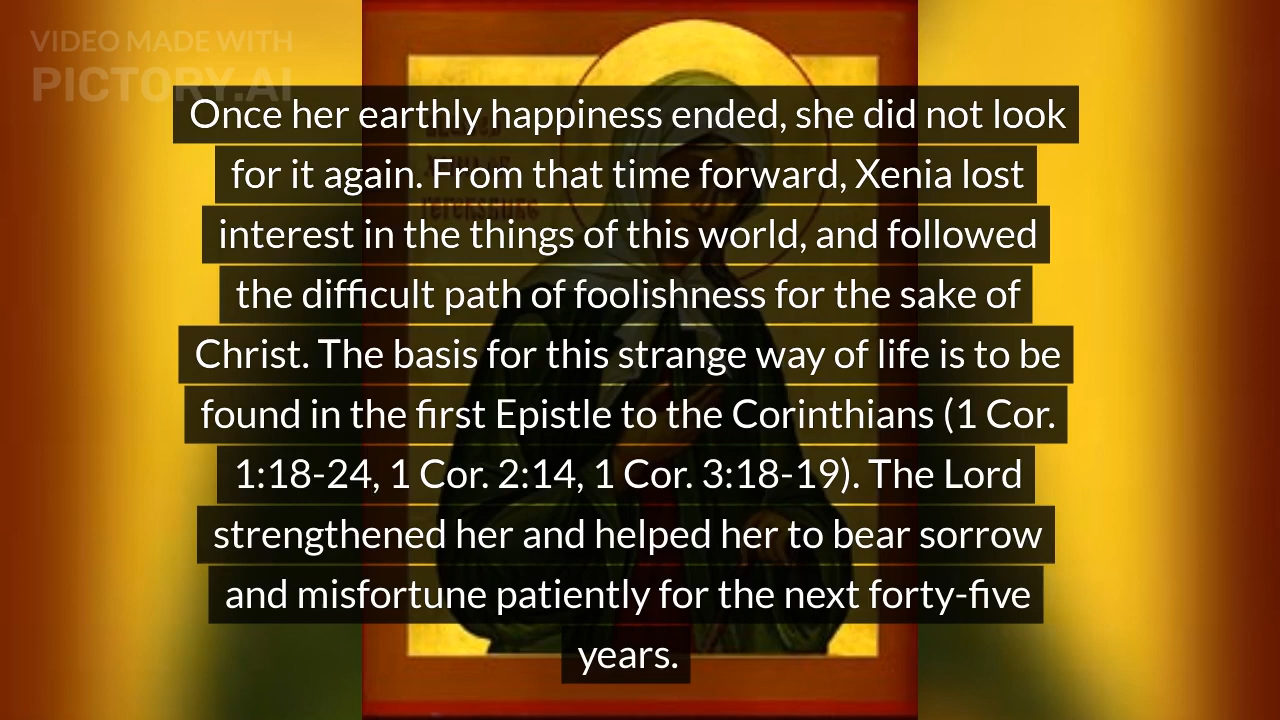 VIDEO MADE WITH
PICTORY.AI
Once her earthly happiness ended, she did not look
for it again. From that time forward, Xenia lost
interest in the things of this world, and followed
the difficult path of foolishness for the sake of
Christ. The basis for this strange way of life is to be
found in the first Epistle to the Corinthians (1 Cor.
1:18-24, 1 Cor. 2:14, 1 Cor. 3:18-19). The Lord
strengthened her and helped her to bear sorrow
and misfortune patiently for the next forty-five
years.